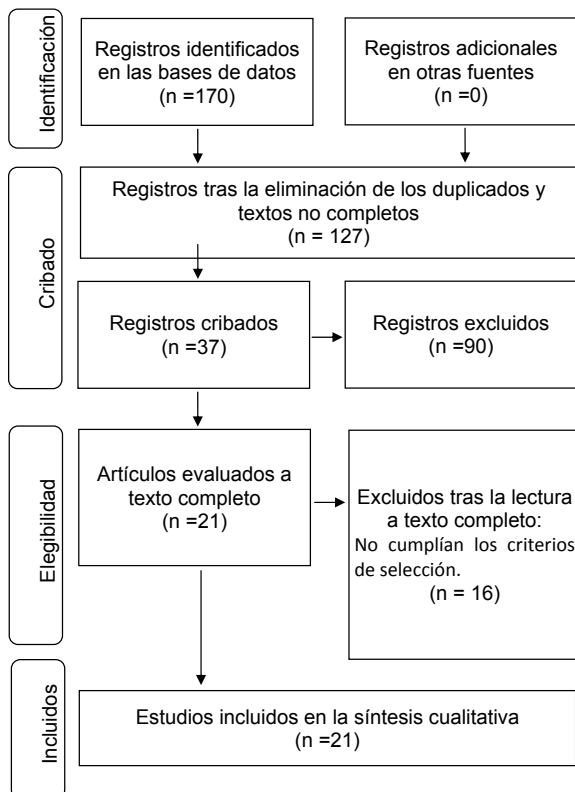 Identificación
Registros identificados
en las bases de datos
(n =170)
Registros adicionales
en otras fuentes
(n =0)
Cribado
Registros tras la eliminación de los duplicados y
textos no completos
(n = 127)
Registros cribados
(n =37)
Registros excluidos
(n =90)
Elegibilidad
Artículos evaluados a
texto completo
(n =21)
Excluidos tras la lectura
a texto completo:
No cumplían los criterios
de selección.
(n = 16)
Incluidos
Estudios incluidos en la síntesis cualitativa
(n =21)